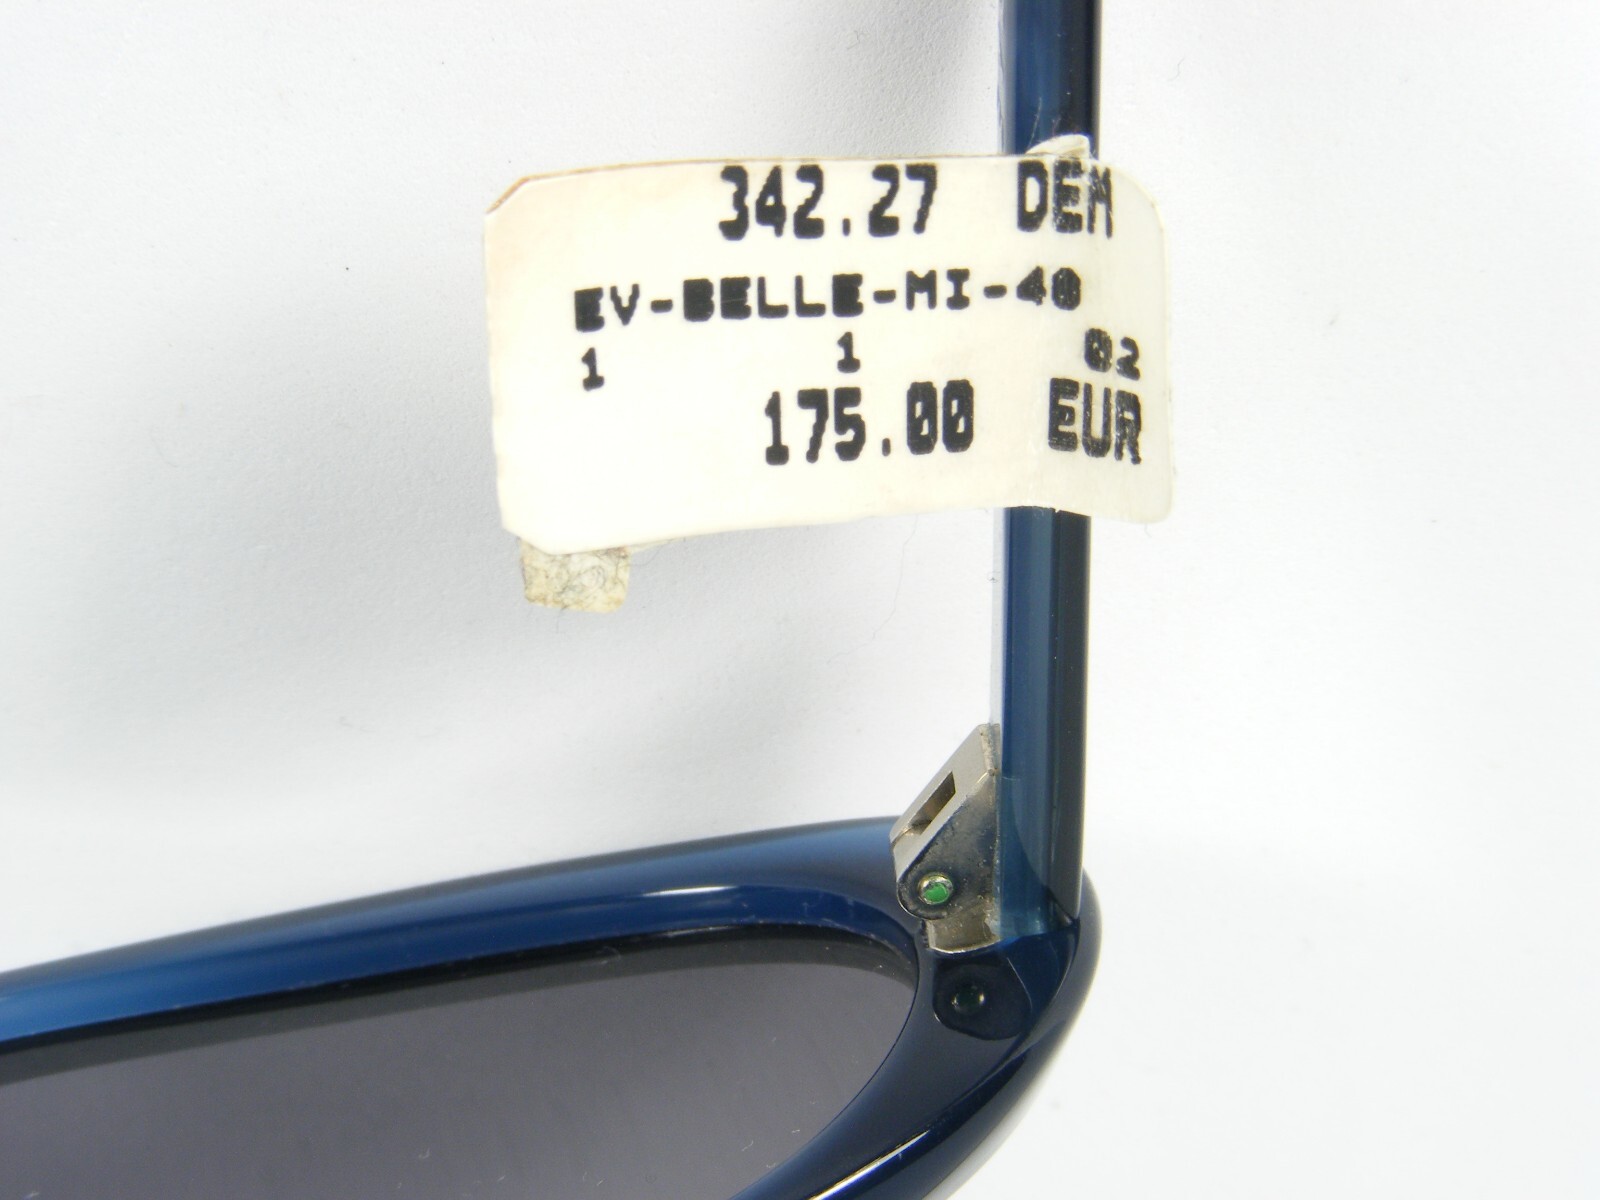 342.27 DEM
EV-BELLE-MI-40
1 1 02
175.00 EUR